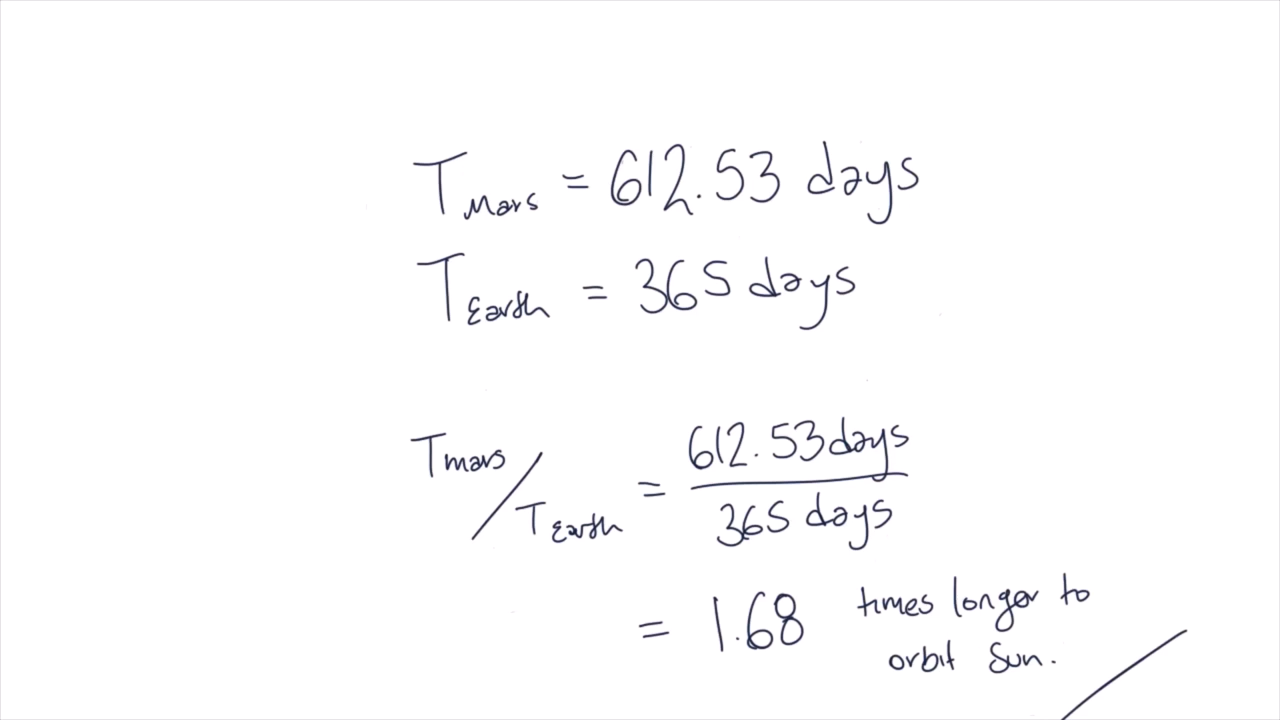 T Mars = 612.53 days
T Earth = 365 days
T mars / T Earth = 612.53 days / 365 days
= 1.68 times longer to
orbit Sun.